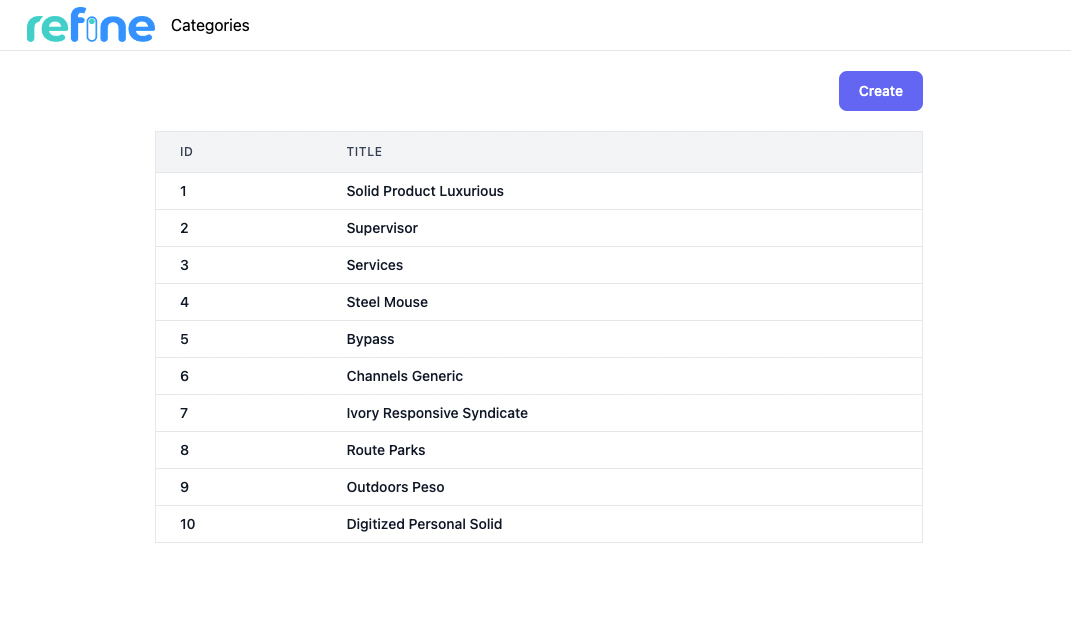 refine Categories
Create
ID TITLE
1 Solid Product Luxurious
2 Supervisor
3 Services
4 Steel Mouse
5 Bypass
6 Channels Generic
7 Ivory Responsive Syndicate
8 Route Parks
9 Outdoors Peso
10 Digitized Personal Solid